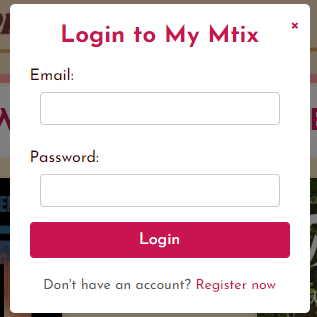 Login to My Mtix
×
Email:
Password:
Login
Don't have an account? Register now